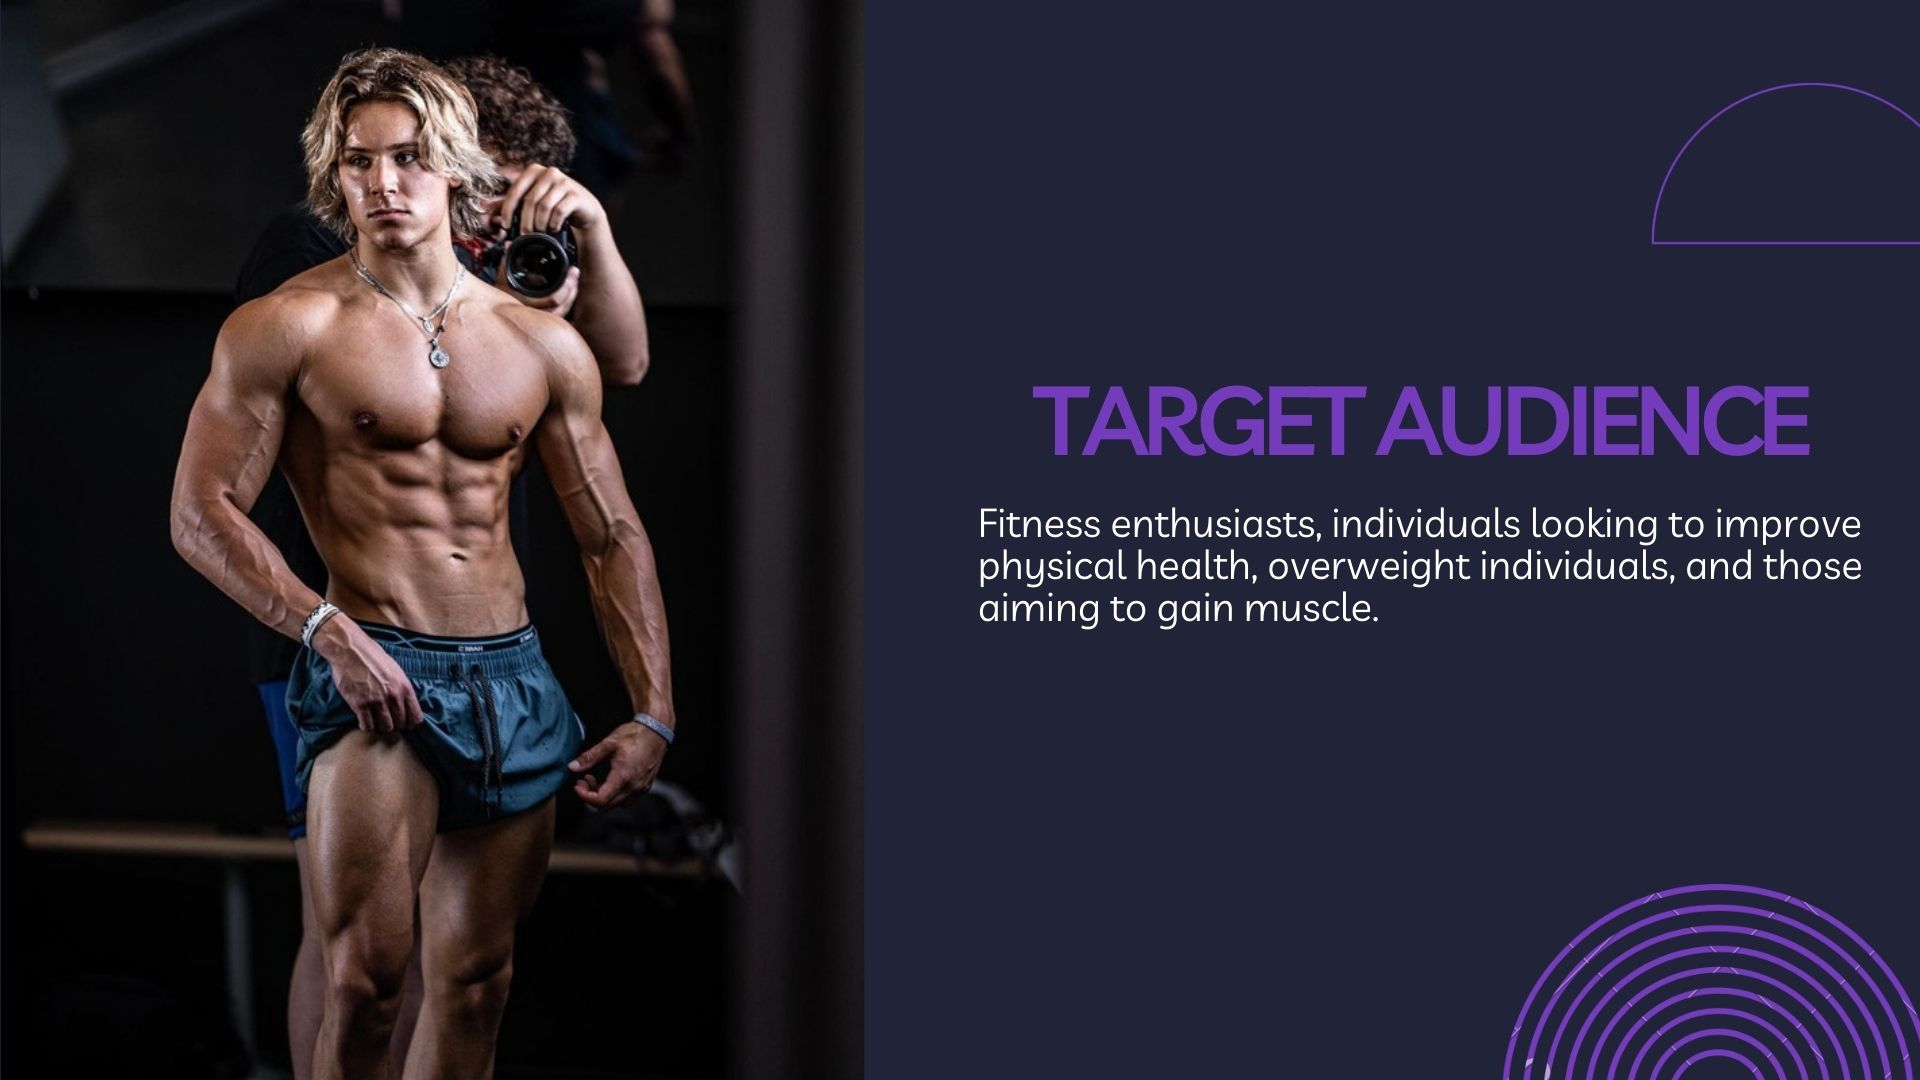 TARGET AUDIENCE
Fitness enthusiasts, individuals looking to improve
physical health, overweight individuals, and those
aiming to gain muscle.